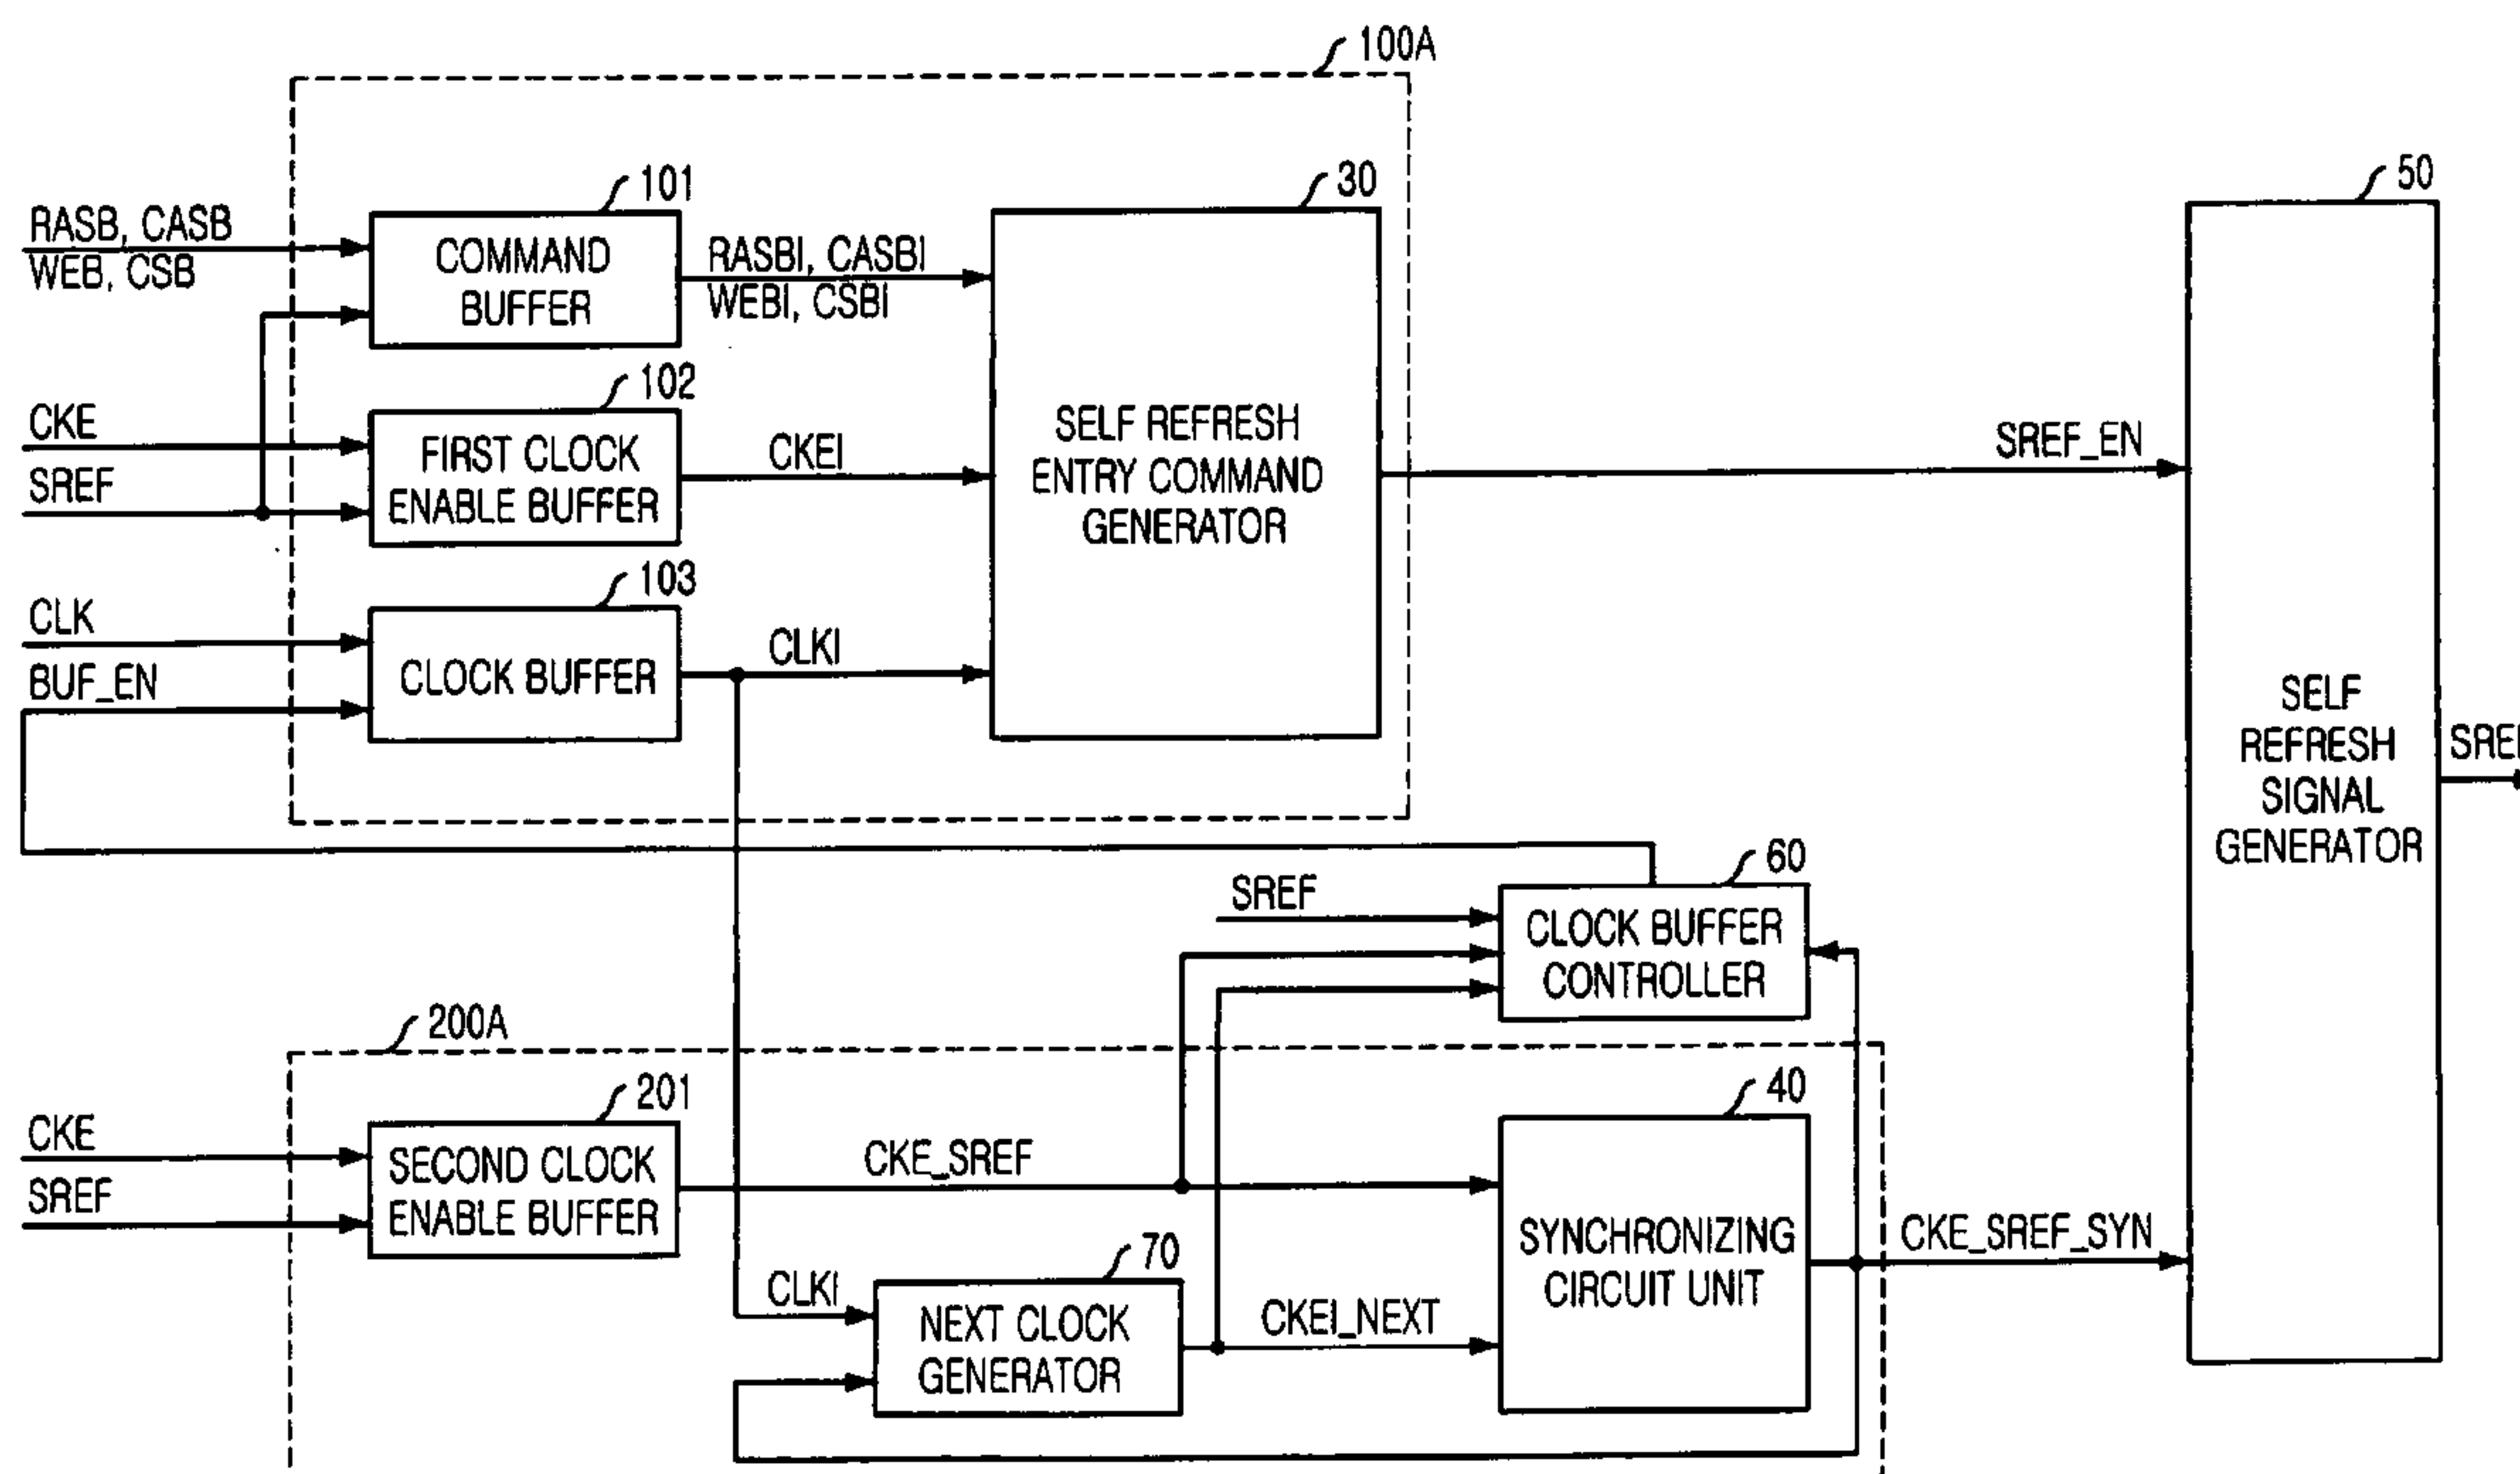 100A
101
30
50
RASB, CASB
WEB, CSB
COMMAND
BUFFER
RASBI, CASBI
WEBI, CSBI
102
CKE
SREF
FIRST CLOCK
ENABLE BUFFER
CKEI
SELF REFRESH
ENTRY COMMAND
GENERATOR
SREF_EN
103
CLK
BUF_EN
CLOCK BUFFER
CLKI
SELF
REFRESH
SIGNAL
GENERATOR
60
SREF
CLOCK BUFFER
CONTROLLER
200A
201
40
CKE
SREF
SECOND CLOCK
ENABLE BUFFER
CKE_SREF
SYNCHRONIZING
CIRCUIT UNIT
CKE_SREF_SYN
70
CLKI
NEXT CLOCK
GENERATOR
CKEI_NEXT